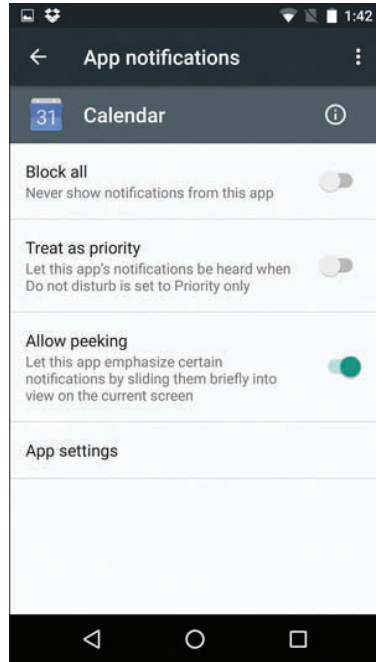 1:42
App notifications
31 Calendar
Block all
Never show notifications from this app
Treat as priority
Let this app's notifications be heard when
Do not disturb is set to Priority only
Allow peeking
Let this app emphasize certain
notifications by sliding them briefly into
view on the current screen
App settings